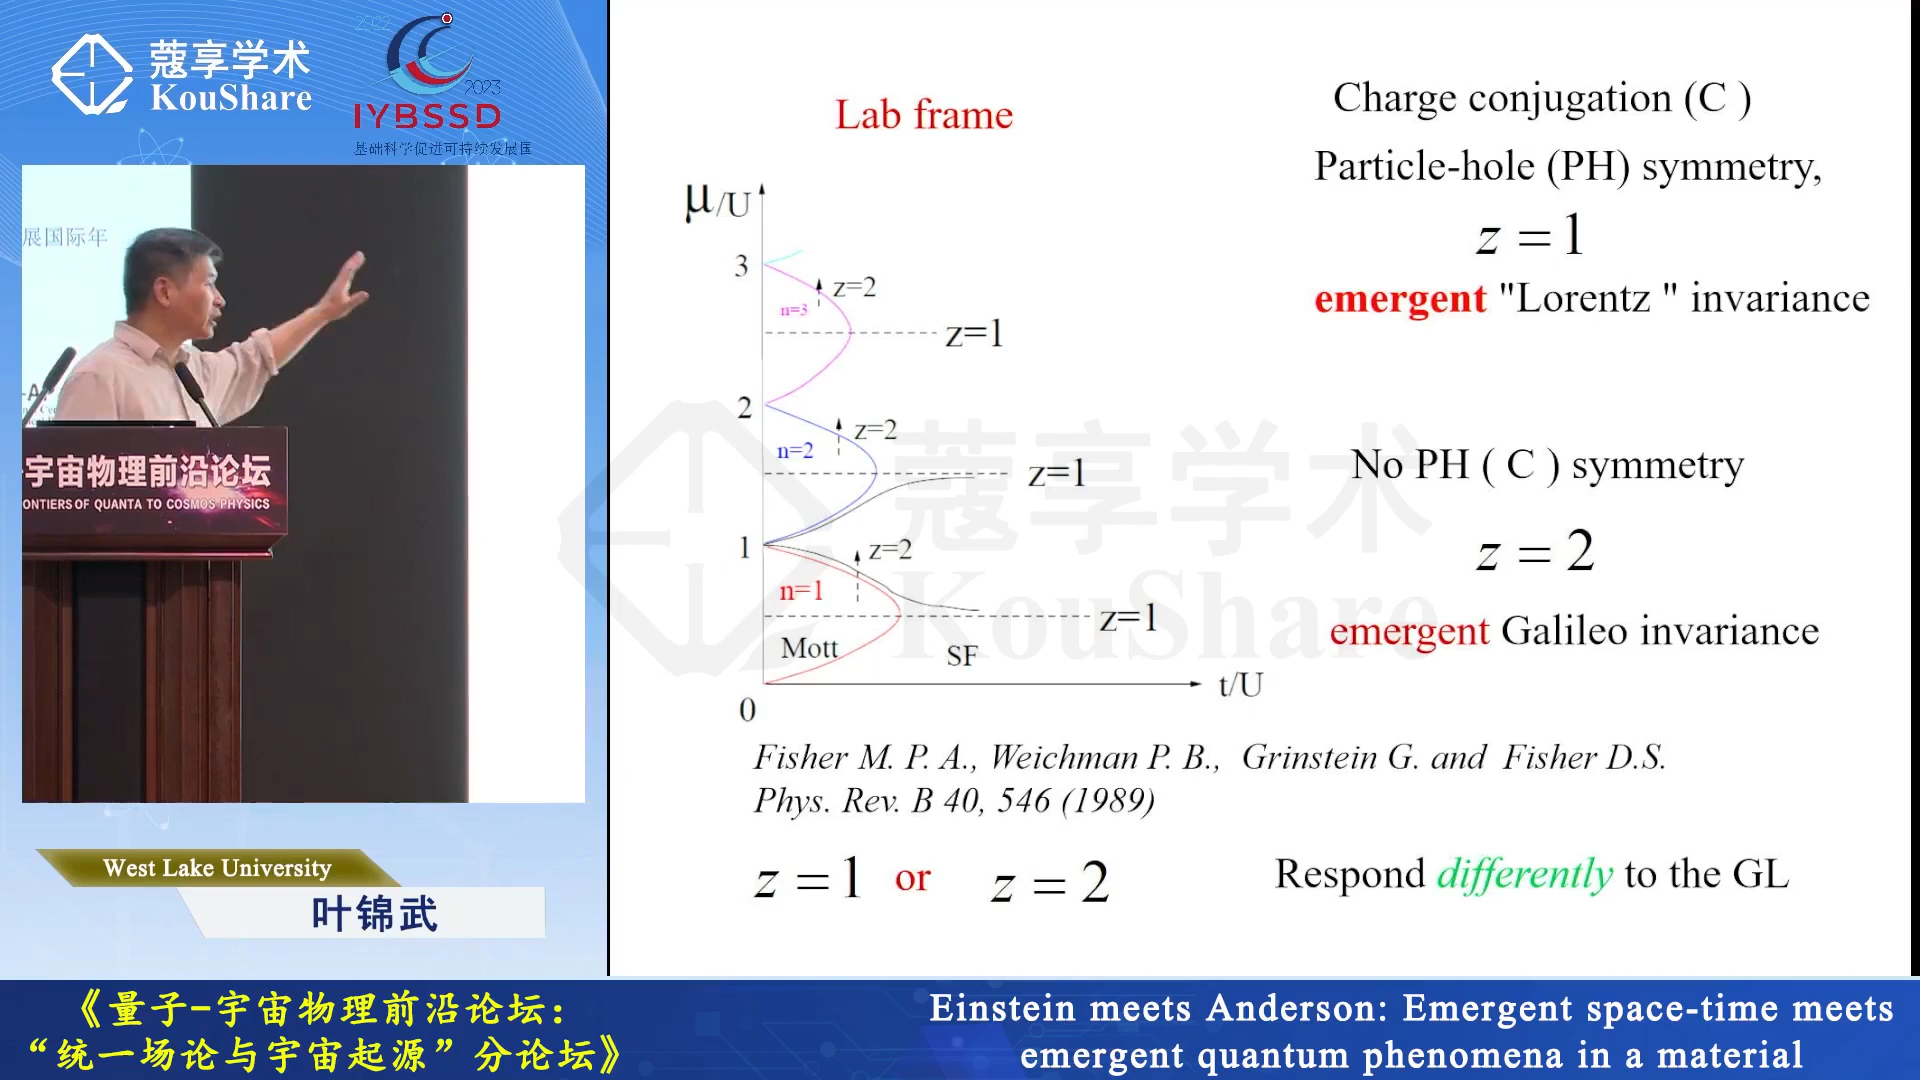 蔻享学术
KouShare
2022
2023
IYBSSD
基础科学促进可持续发展国
展国际年
宇宙物理前沿论坛
ONTIERS OF QUANTA TO COSMOS PHYSICS
West Lake University
叶锦武
Lab frame
μ/U
3
z=2
n=3
z=1
2
z=2
n=2
z=1
1
z=2
n=1
z=1
Mott
SF
t/U
0
Charge conjugation (C )
Particle-hole (PH) symmetry,
z = 1
emergent "Lorentz " invariance
No PH ( C ) symmetry
z = 2
emergent Galileo invariance
蔻享学术
KouShare
Fisher M. P. A., Weichman P. B., Grinstein G. and Fisher D.S.
Phys. Rev. B 40, 546 (1989)
z = 1 or z = 2
Respond differently to the GL
《量子-宇宙物理前沿论坛：
“统一场论与宇宙起源”分论坛》
Einstein meets Anderson: Emergent space-time meets
emergent quantum phenomena in a material